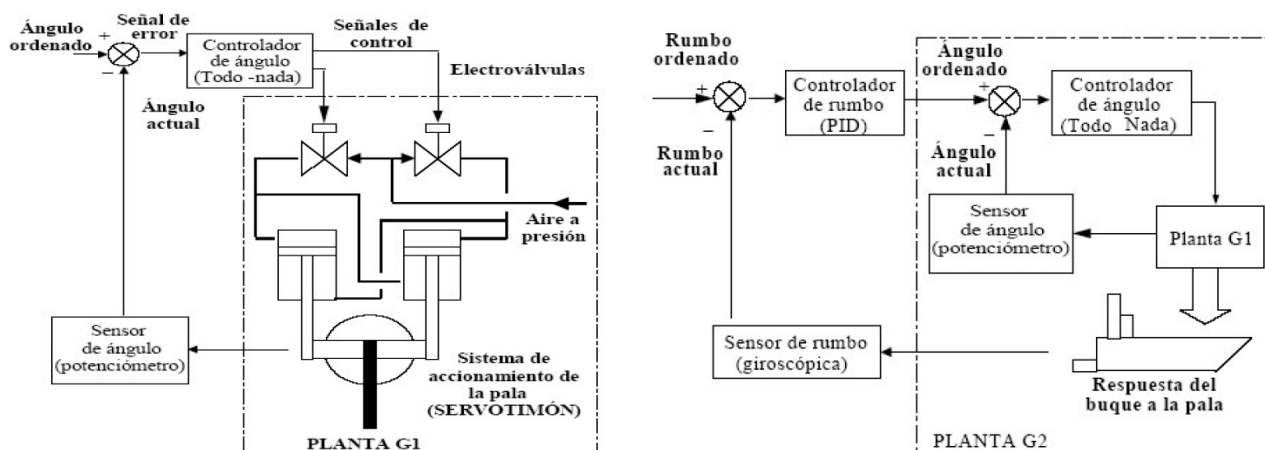 Ángulo
ordenado
+
−
Señal de
error
Controlador
de ángulo
(Todo -nada)
Señales de
control
Electroválvulas
Ángulo
actual
Aire a
presión
Sensor
de ángulo
(potenciómetro)
Sistema de
accionamiento de
la pala
(SERVOTIMÓN)
PLANTA G1
Rumbo
ordenado
+
−
Rumbo
actual
Controlador
de rumbo
(PID)
Ángulo
ordenado
+
−
Ángulo
actual
Controlador
de ángulo
(Todo Nada)
Sensor
de ángulo
(potenciómetro)
Planta G1
Sensor de rumbo
(giroscópica)
Respuesta del
buque a la pala
PLANTA G2